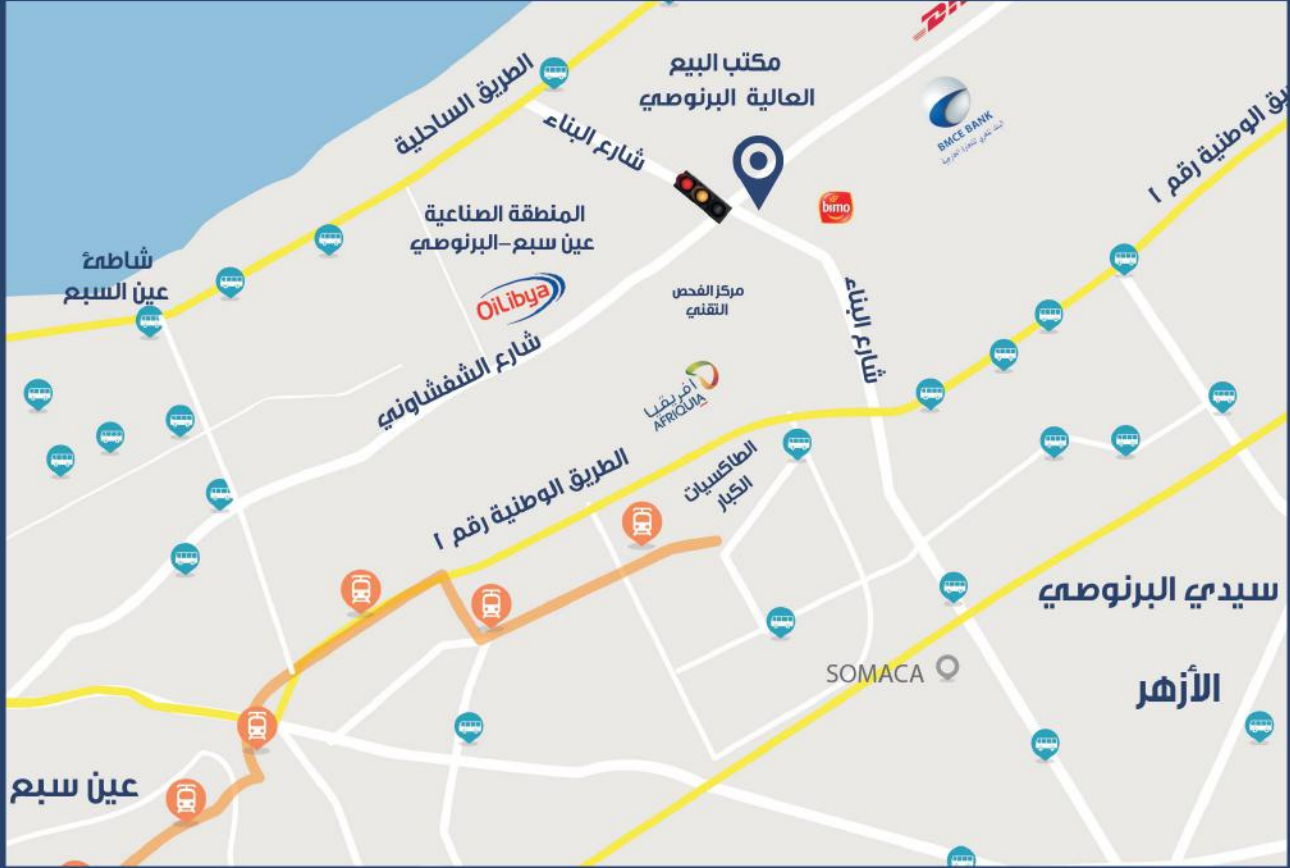 مكتب البيع
العالية البرنوصي
الطريق الساحلية
شارع البناء
BMCE BANK
الطريق الوطنية رقم ١
المنطقة الصناعية
عين سبع-البرنوصي
bimo
شاطئ
عين السبع
OiLibya
مركز الفحص
التقني
شارع البناء
شارع الشفشاوني
أفريقيا
AFRIQUIA
الطاكسيات
الكبار
الطريق الوطنية رقم ١
سيدي البرنوصي
SOMACA
الأزهر
عين سبع